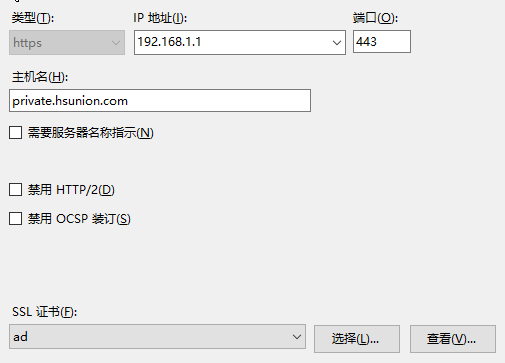 类型(T):
IP 地址(I):
端口(O):
https
192.168.1.1
443
主机名(H):
private.hsunion.com
需要服务器名称指示(N)
禁用 HTTP/2(D)
禁用 OCSP 装订(S)
SSL 证书(F):
ad
选择(L)...
查看(V)...